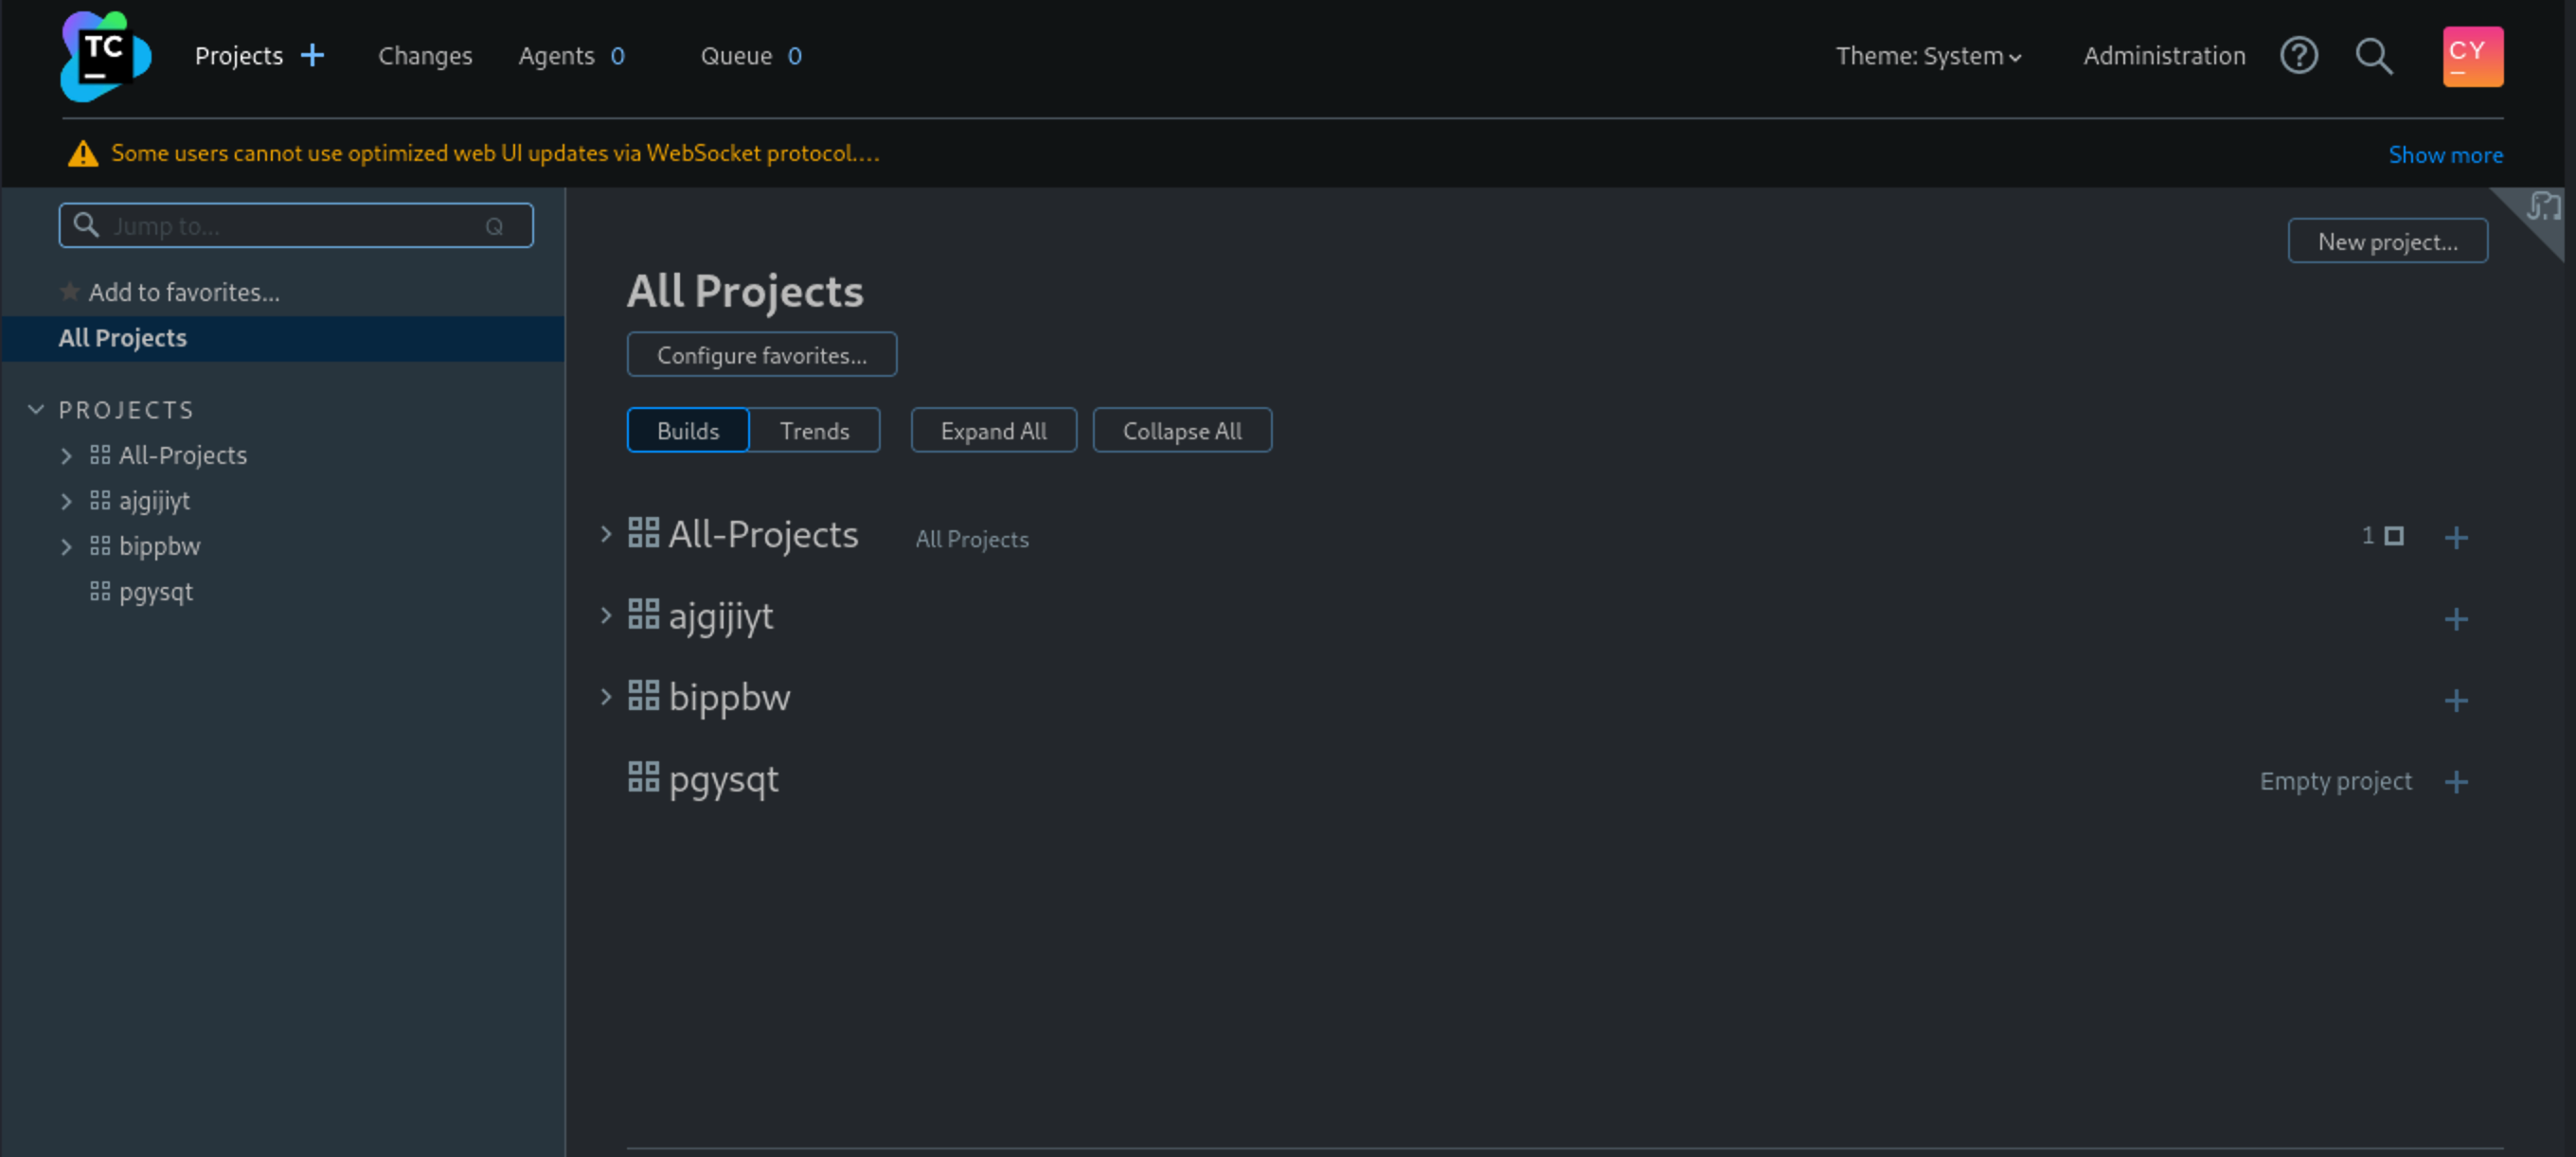 TC
Projects + Changes Agents 0 Queue 0 Theme: System Administration ? CY
Some users cannot use optimized web UI updates via WebSocket protocol.... Show more
Jump to... Q
New project...
Add to favorites...
All Projects
All Projects
Configure favorites...
PROJECTS
All-Projects
ajgijiyt
bippbw
pgysqt
Builds Trends Expand All Collapse All
All-Projects All Projects 1
ajgijiyt
bippbw
pgysqt Empty project